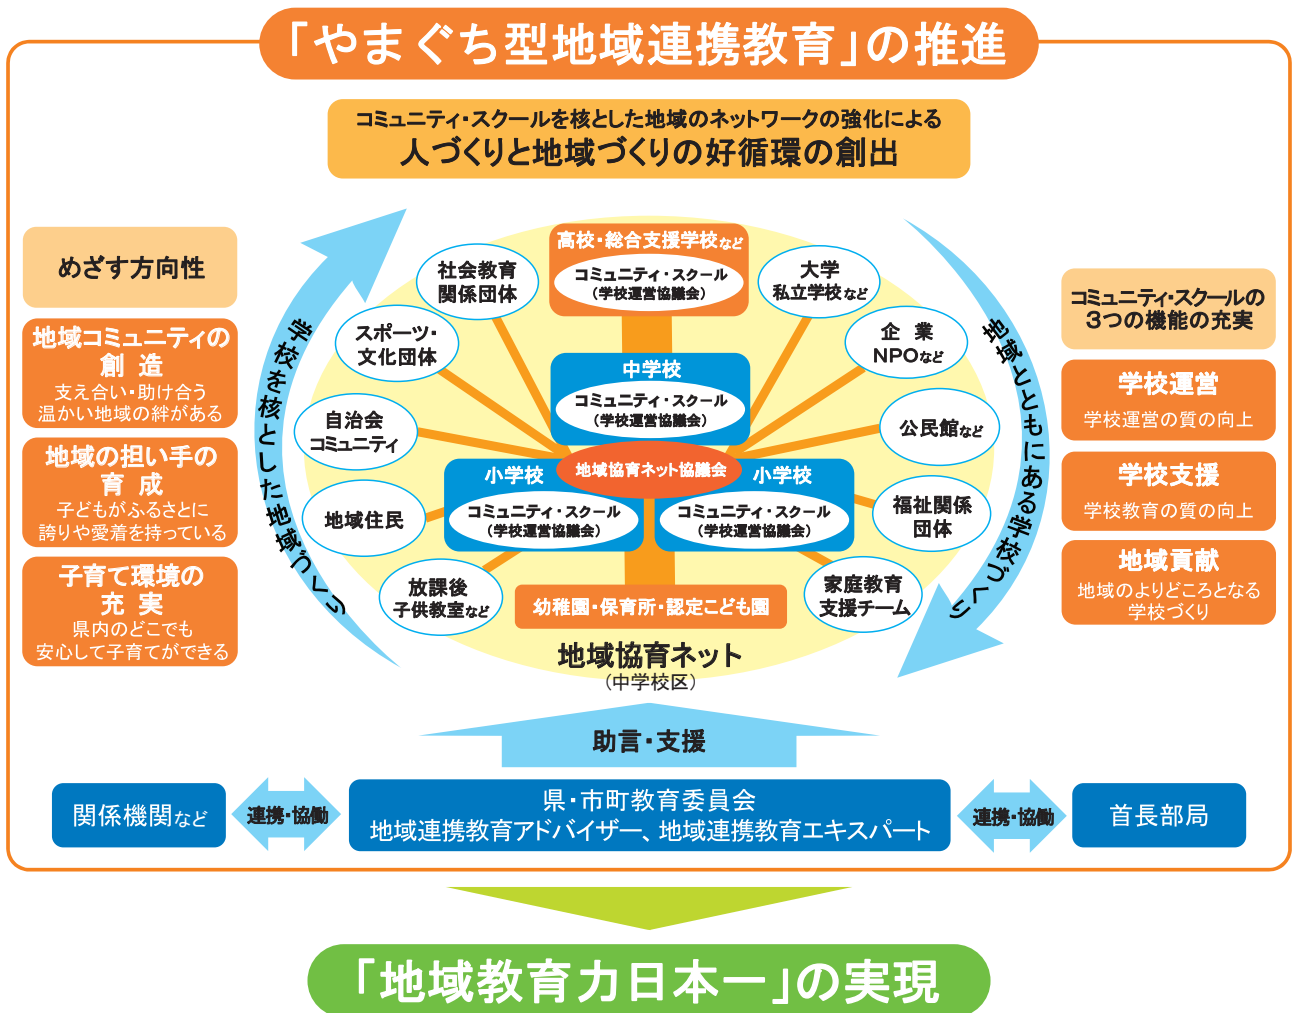 「やまぐち型地域連携教育」の推進
コミュニティ・スクールを核とした地域のネットワークの強化による
人づくりと地域づくりの好循環の創出
めざす方向性
地域コミュニティの
創造
支え合い・助け合う
温かい地域の絆がある
地域の担い手の
育成
子どもがふるさとに
誇りや愛着を持っている
子育て環境の
充実
県内のどこでも
安心して子育てができる
学校を核とした地域づくり
高校・総合支援学校など
コミュニティ・スクール
(学校運営協議会)
社会教育
関係団体
大学
私立学校など
スポーツ・
文化団体
企業
NPOなど
中学校
コミュニティ・スクール
(学校運営協議会)
自治会
コミュニティ
公民館など
地域協育ネット協議会
小学校
コミュニティ・スクール
(学校運営協議会)
小学校
コミュニティ・スクール
(学校運営協議会)
地域住民
福祉関係
団体
放課後
子供教室など
幼稚園・保育所・認定こども園
家庭教育
支援チーム
地域協育ネット
(中学校区)
地域とともにある学校づくり
コミュニティ・スクールの
3つの機能の充実
学校運営
学校運営の質の向上
学校支援
学校教育の質の向上
地域貢献
地域のよりどころとなる
学校づくり
助言・支援
関係機関など
連携・協働
県・市町教育委員会
地域連携教育アドバイザー、地域連携教育エキスパート
連携・協働
首長部局
「地域教育力日本一」の実現